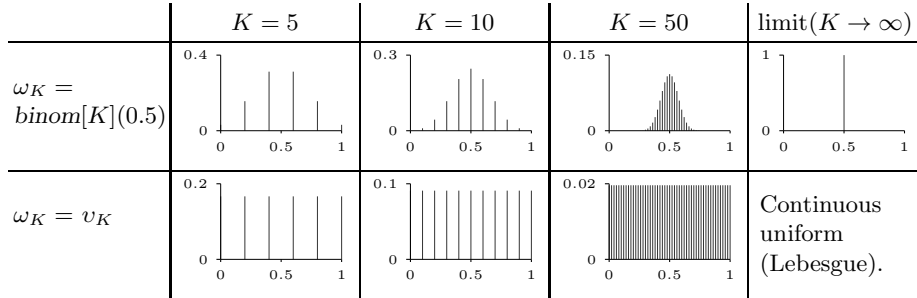 K = 5 K = 10 K = 50 limit(K → ∞)
ω_K = binom[K](0.5)
0.4
0
0 0.5 1
0.3
0
0 0.5 1
0.15
0
0 0.5 1
1
0
0 0.5 1
ω_K = υ_K
0.2
0
0 0.5 1
0.1
0
0 0.5 1
0.02
0
0 0.5 1
Continuous
uniform
(Lebesgue).